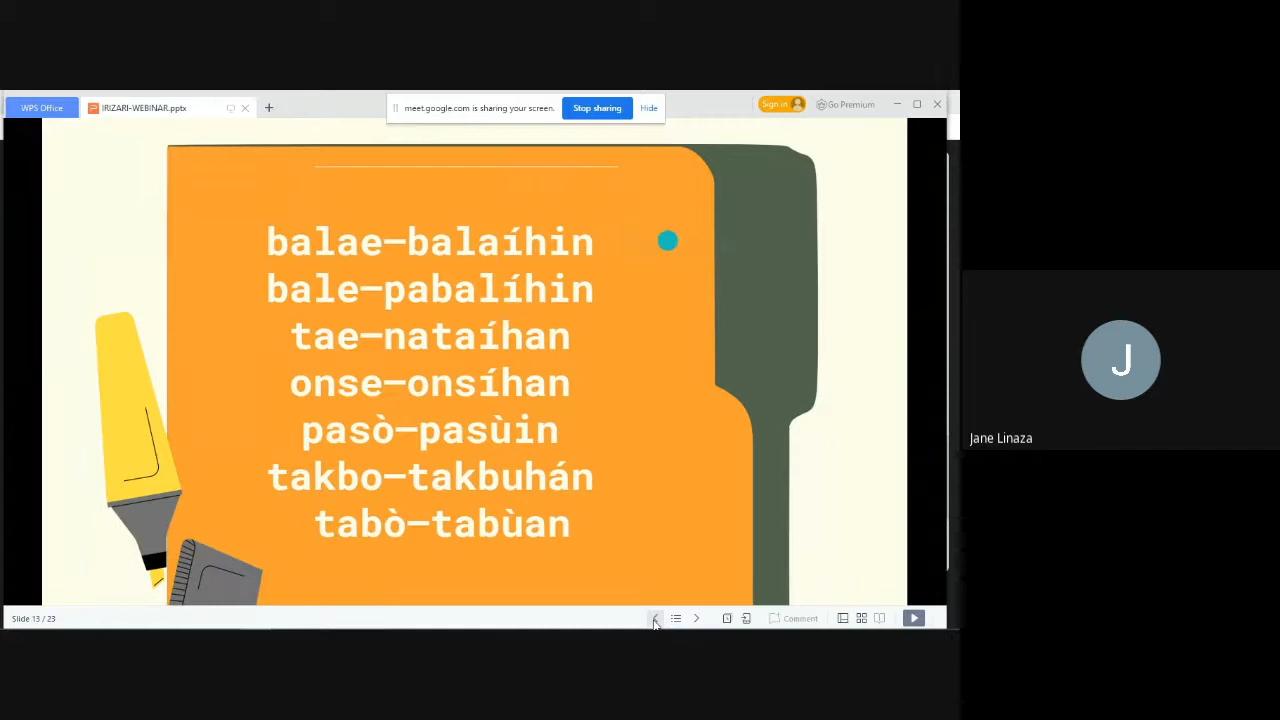 WPS Office
IRIZARI-WEBINAR.pptx
meet.google.com is sharing your screen.
Stop sharing
Hide
Sign in
Go Premium
balae–balaíhin
bale–pabalíhin
tae–nataíhan
onse–onsíhan
pasò–pasùin
takbo–takbuhán
tabò–tabùan
J
Jane Linaza
Slide 13 / 23
Comment